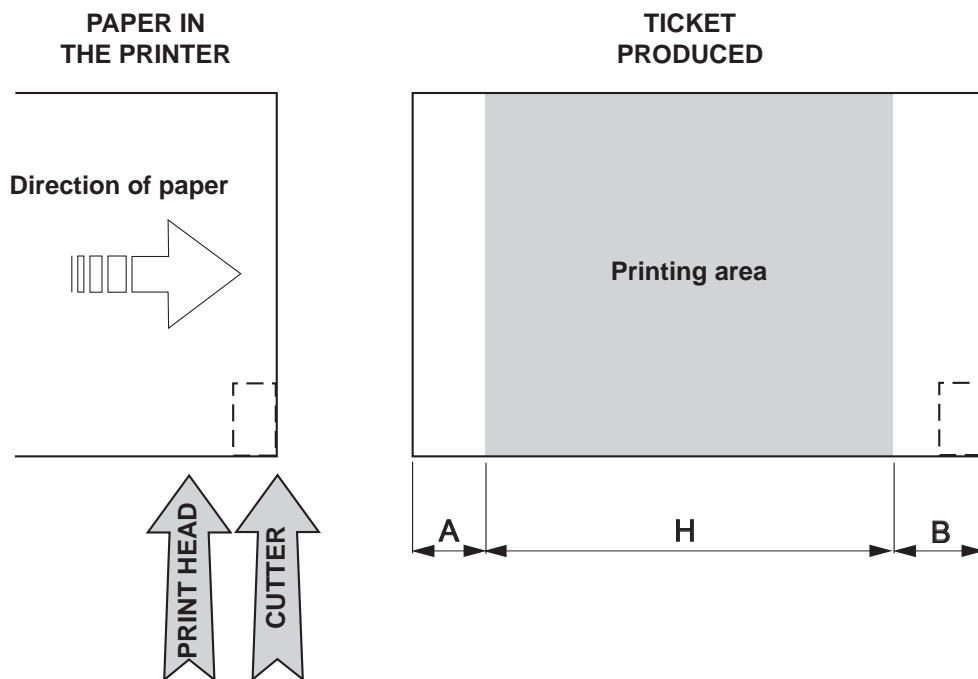 PAPER IN
THE PRINTER
TICKET
PRODUCED
Direction of paper
Printing area
A
H
B
PRINT HEAD
CUTTER